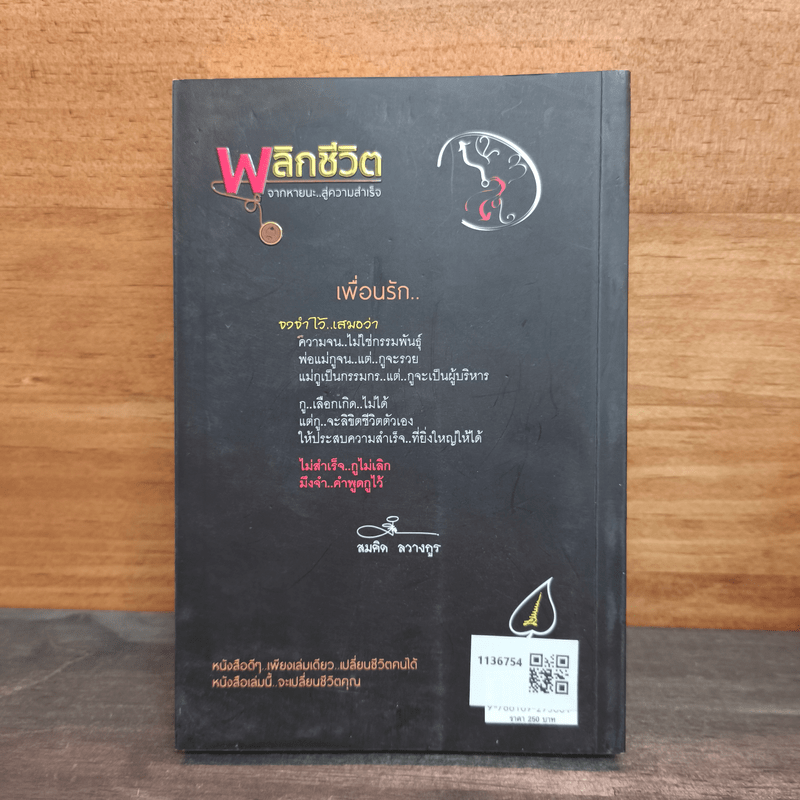 พลิกชีวิต
จากหายนะ..สู่ความสำเร็จ
เพื่อนรัก..
จงจำไว้..เสมอว่า
ความจน..ไม่ใช่กรรมพันธุ์
พ่อแม่กูจน..แต่..กูจะรวย
แม่กูเป็นกรรมกร..แต่..กูจะเป็นผู้บริหาร
กู..เลือกเกิด..ไม่ได้
แต่กู..จะลิขิตชีวิตตัวเอง
ให้ประสบความสำเร็จ..ที่ยิ่งใหญ่ให้ได้
ไม่สำเร็จ..กูไม่เลิก
มึงจำ..คำพูดกูไว้
สมคิด ลวางกูร
หนังสือดีๆ..เพียงเล่มเดียว..เปลี่ยนชีวิตคนได้
หนังสือเล่มนี้..จะเปลี่ยนชีวิตคุณ
1136754
ราคา 250 บาท